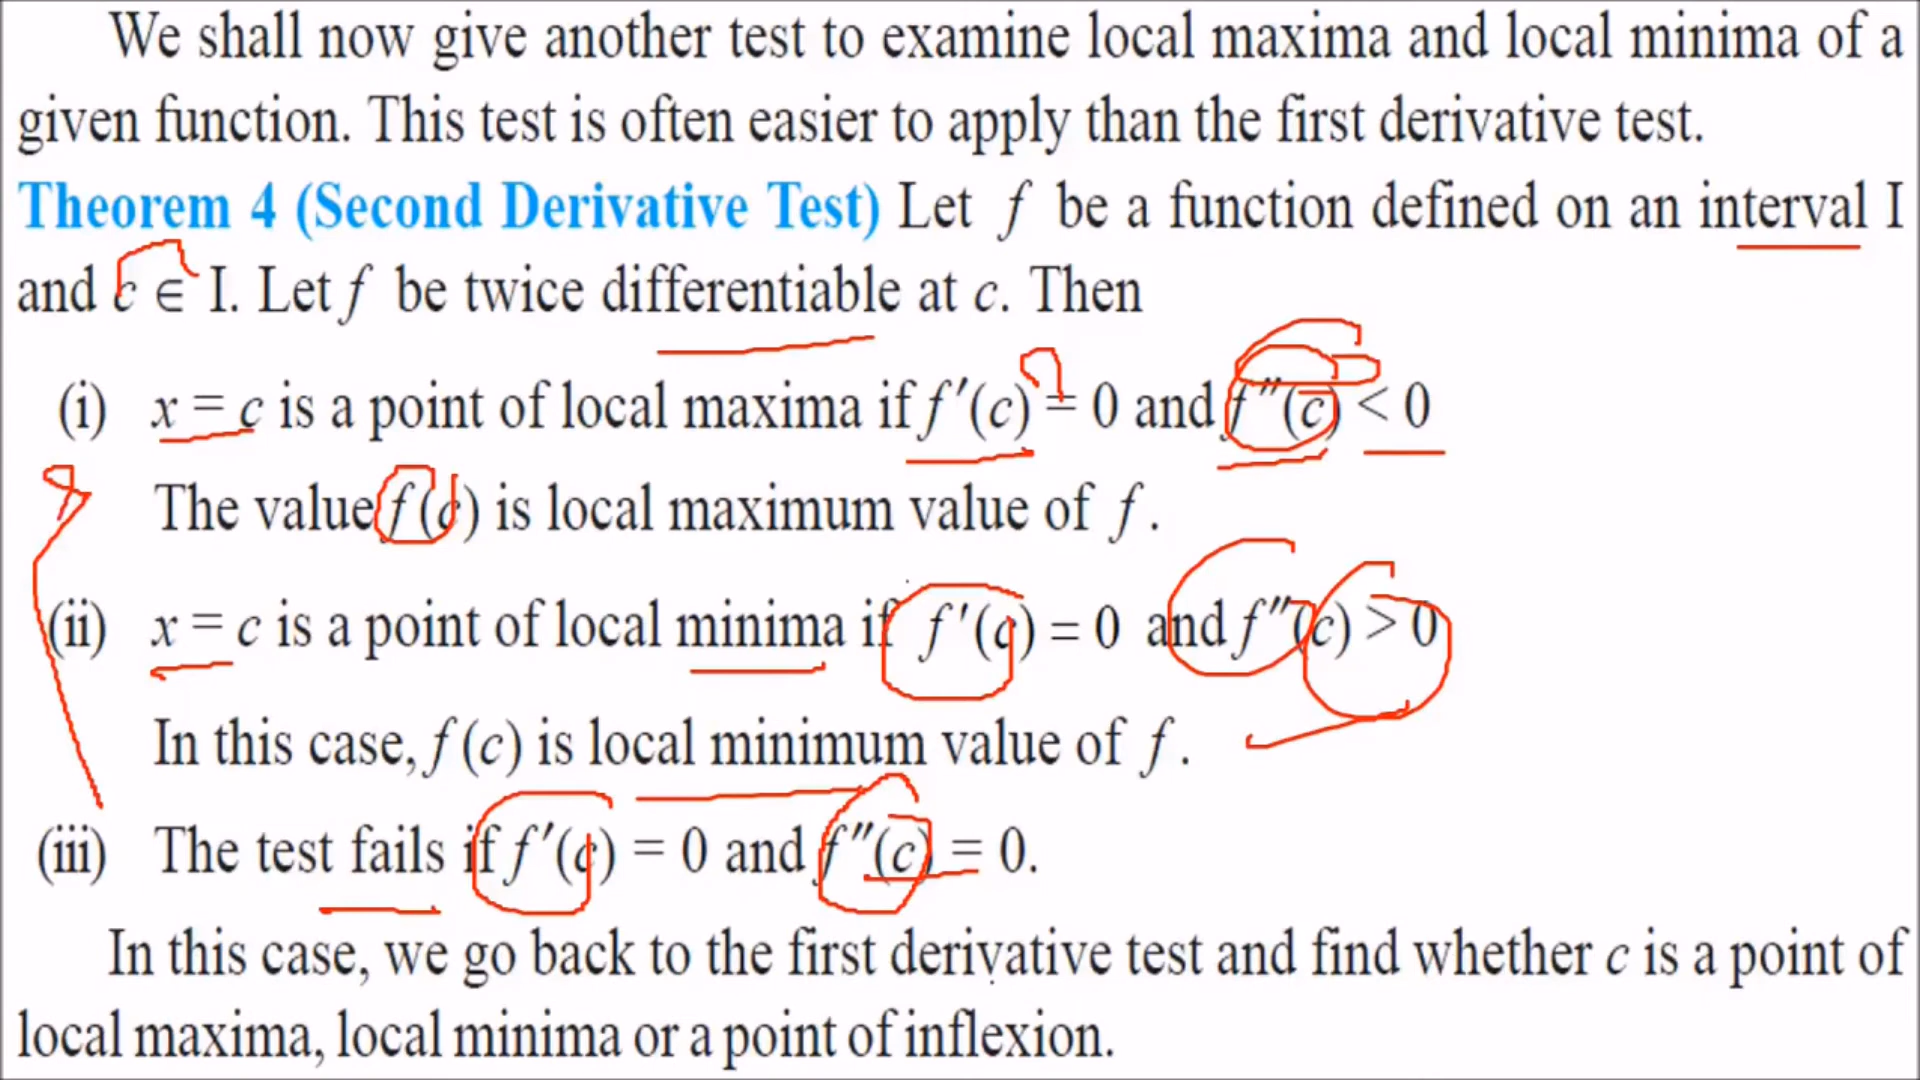 We shall now give another test to examine local maxima and local minima of a
given function. This test is often easier to apply than the first derivative test.
Theorem 4 (Second Derivative Test) Let f be a function defined on an interval I
and c ∈ I. Let f be twice differentiable at c. Then
(i) x = c is a point of local maxima if f′(c) = 0 and f″(c) < 0
The value f(c) is local maximum value of f.
(ii) x = c is a point of local minima if f′(c) = 0 and f″(c) > 0
In this case, f(c) is local minimum value of f.
(iii) The test fails if f′(c) = 0 and f″(c) = 0.
In this case, we go back to the first derivative test and find whether c is a point of
local maxima, local minima or a point of inflexion.